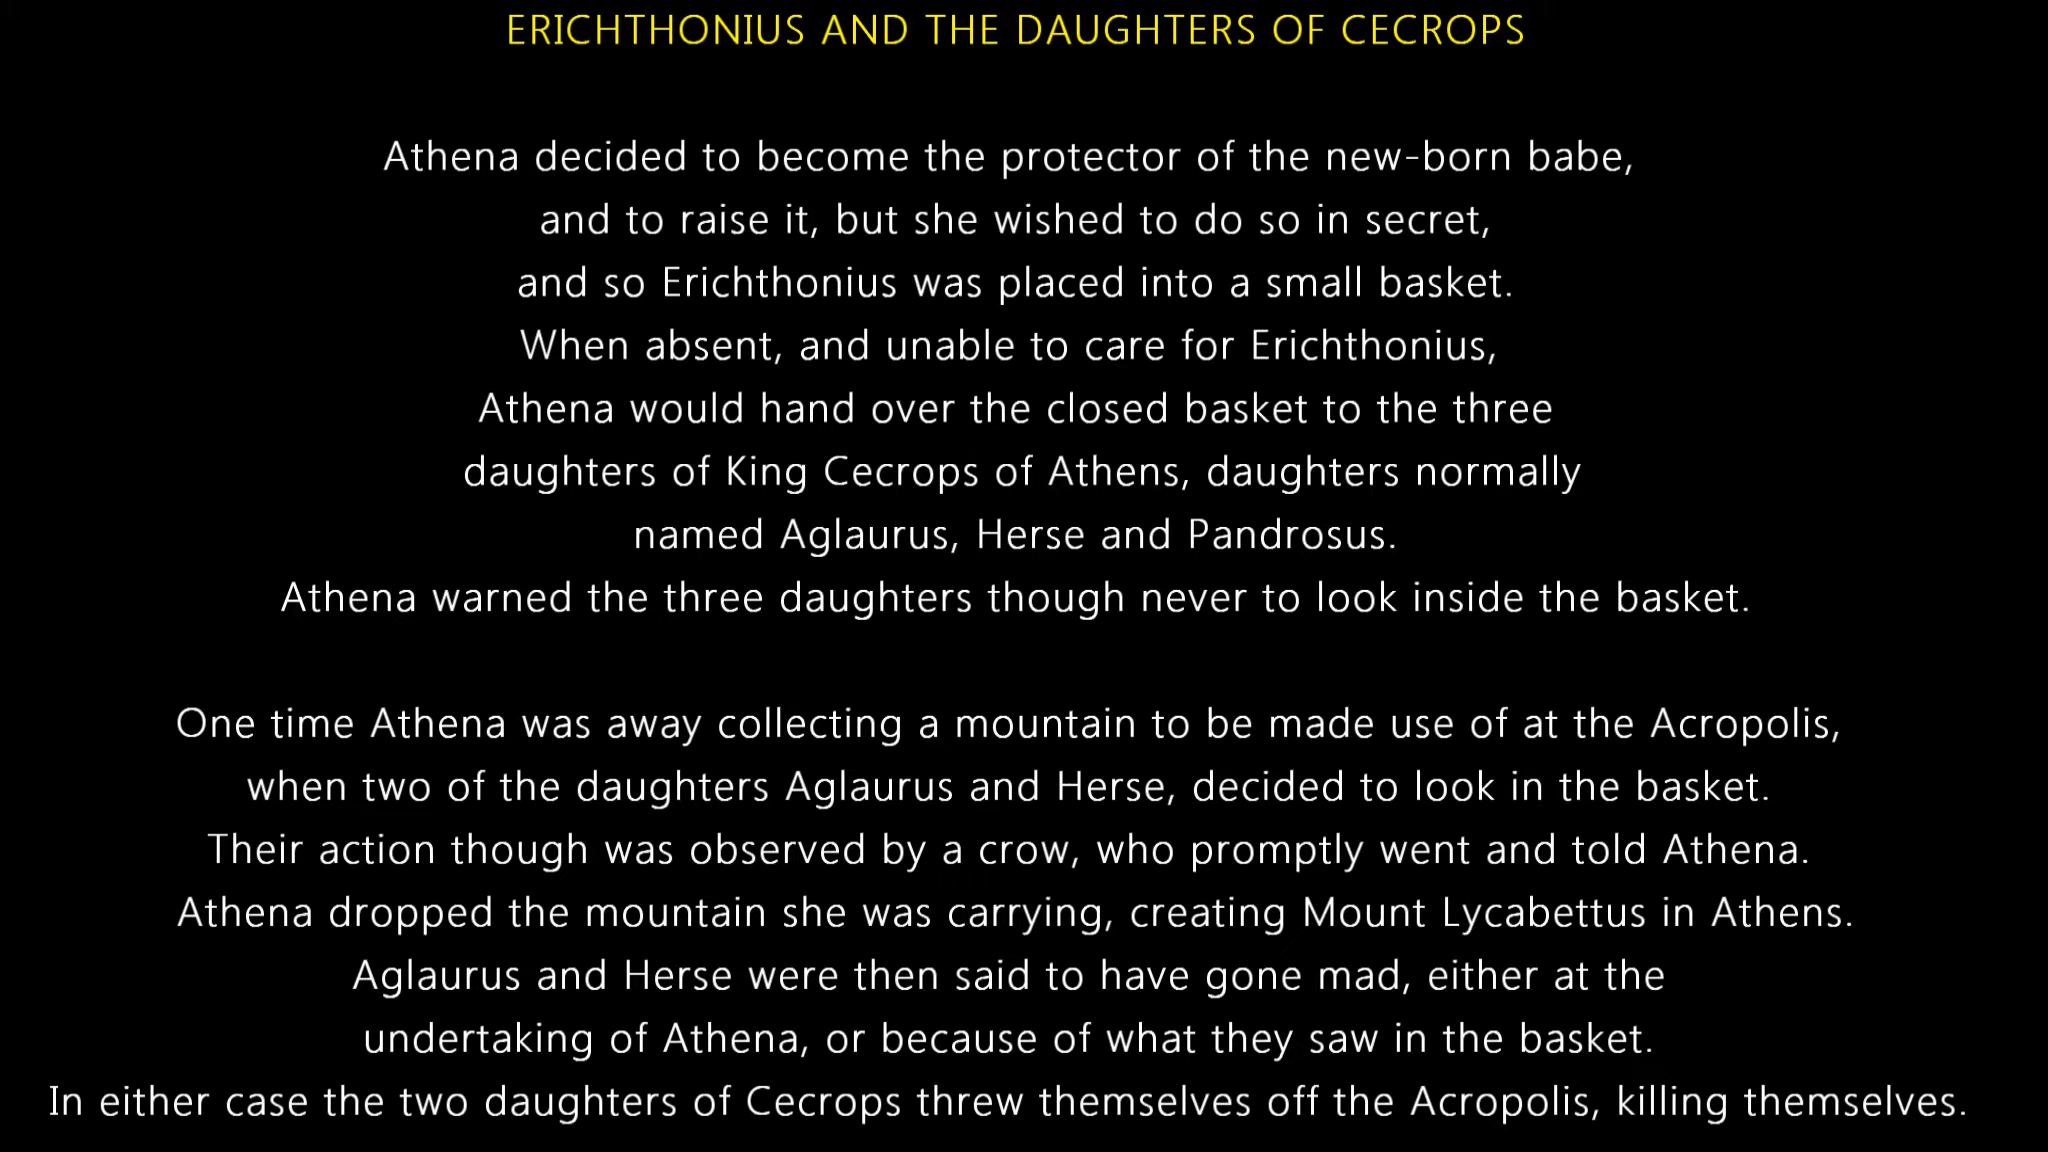 ERICHTHONIUS AND THE DAUGHTERS OF CECROPS
Athena decided to become the protector of the new-born babe,
and to raise it, but she wished to do so in secret,
and so Erichthonius was placed into a small basket.
When absent, and unable to care for Erichthonius,
Athena would hand over the closed basket to the three
daughters of King Cecrops of Athens, daughters normally
named Aglaurus, Herse and Pandrosus.
Athena warned the three daughters though never to look inside the basket.
One time Athena was away collecting a mountain to be made use of at the Acropolis,
when two of the daughters Aglaurus and Herse, decided to look in the basket.
Their action though was observed by a crow, who promptly went and told Athena.
Athena dropped the mountain she was carrying, creating Mount Lycabettus in Athens.
Aglaurus and Herse were then said to have gone mad, either at the
undertaking of Athena, or because of what they saw in the basket.
In either case the two daughters of Cecrops threw themselves off the Acropolis, killing themselves.